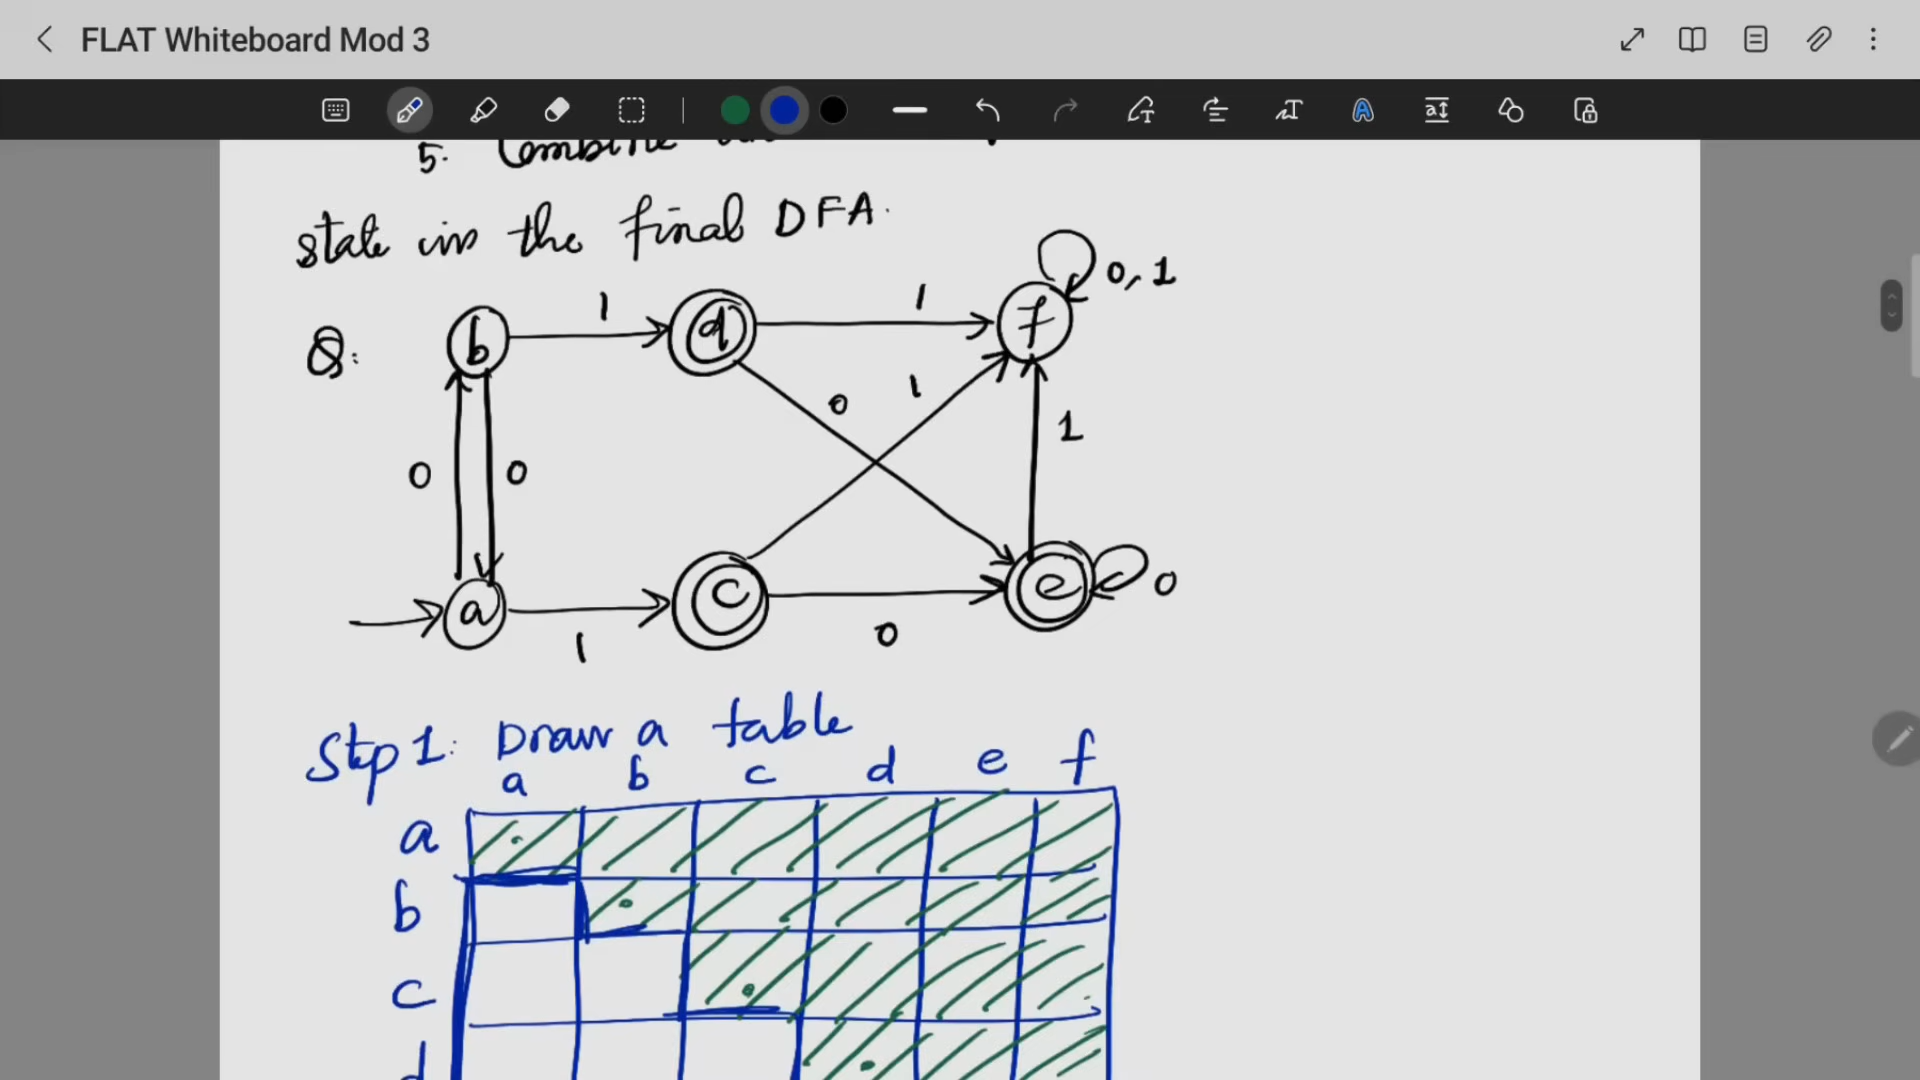 FLAT Whiteboard Mod 3
5. Combine
state in the final DFA.
0, 1
Q:
b
1
d
1
f
0
1
1
0
0
0
a
1
c
0
e
Step 1: Draw a table
a b c d e f
a
b
c
d